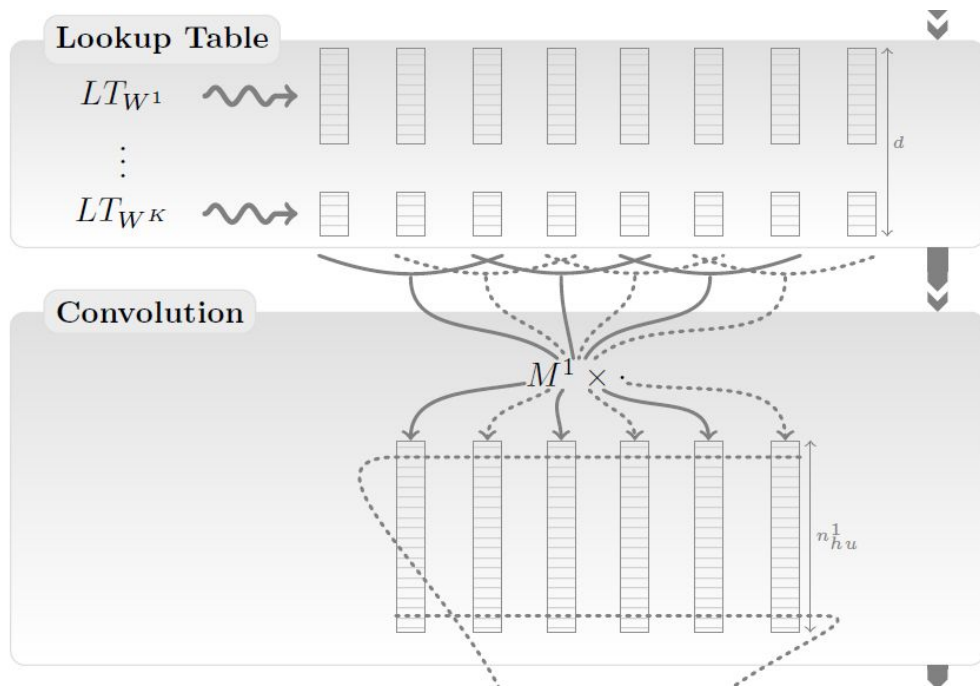 Lookup Table
LT_{W^1}
⋮
LT_{W^K}
d
Convolution
M^1 × ·
n^1_{hu}